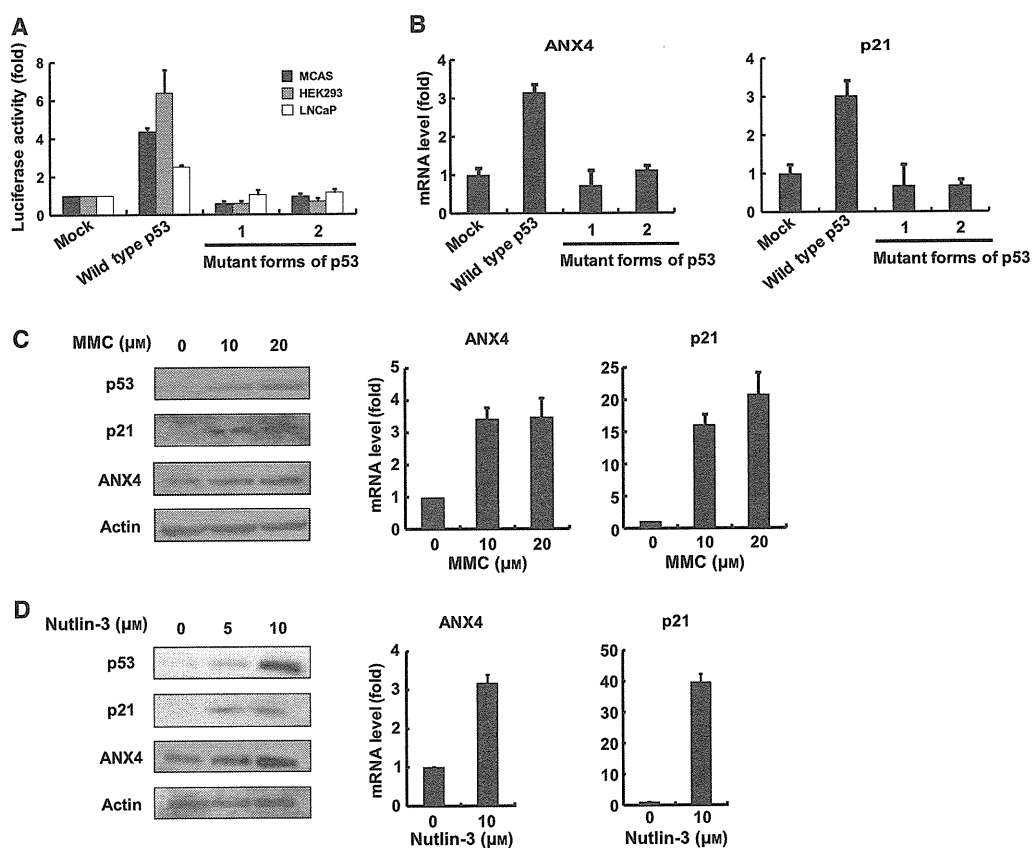 A
Luciferase activity (fold)
8
6
4
2
0
MCAS
HEK293
LNCaP
Mock
Wild type p53
1
2
Mutant forms of p53
B
ANX4
mRNA level (fold)
4
3
2
1
0
Mock
Wild type p53
1
2
Mutant forms of p53
p21
4
3
2
1
0
Mock
Wild type p53
1
2
Mutant forms of p53
C
MMC (µM) 0 10 20
p53
p21
ANX4
Actin
ANX4
mRNA level (fold)
5
4
3
2
1
0
0 10 20
MMC (µM)
p21
25
20
15
10
5
0
0 10 20
MMC (µM)
D
Nutlin-3 (µM) 0 5 10
p53
p21
ANX4
Actin
ANX4
mRNA level (fold)
4
3
2
1
0
0 10
Nutlin-3 (µM)
p21
50
40
30
20
10
0
0 10
Nutlin-3 (µM)